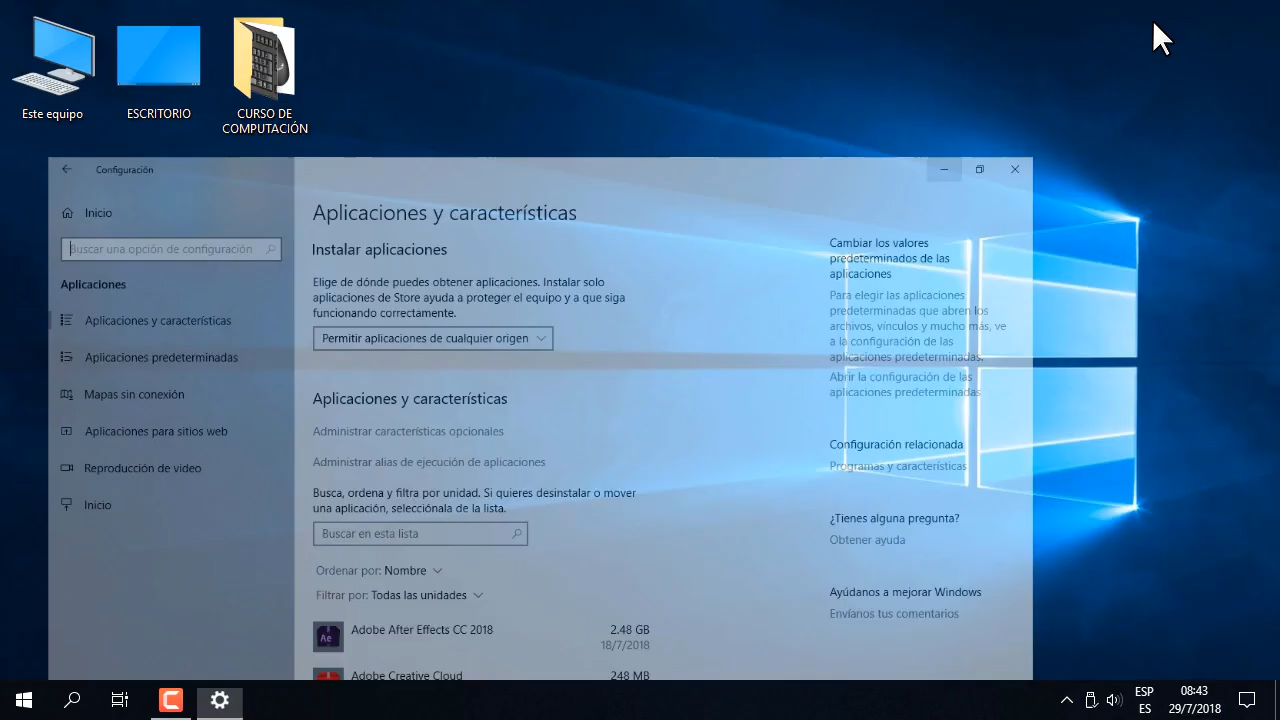 Este equipo
ESCRITORIO
CURSO DE
COMPUTACIÓN
Configuración
Inicio
Buscar una opción de configuración
Aplicaciones
Aplicaciones y características
Aplicaciones predeterminadas
Mapas sin conexión
Aplicaciones para sitios web
Reproducción de video
Inicio
Aplicaciones y características
Instalar aplicaciones
Elige de dónde puedes obtener aplicaciones. Instalar solo
aplicaciones de Store ayuda a proteger el equipo y a que siga
funcionando correctamente.
Permitir aplicaciones de cualquier origen
Aplicaciones y características
Administrar características opcionales
Administrar alias de ejecución de aplicaciones
Busca, ordena y filtra por unidad. Si quieres desinstalar o mover
una aplicación, selecciónala de la lista.
Buscar en esta lista
Ordenar por: Nombre
Filtrar por: Todas las unidades
Ae
Adobe After Effects CC 2018
2.48 GB
18/7/2018
Adobe Creative Cloud
248 MB
Cambiar los valores
predeterminados de las
aplicaciones
Para elegir las aplicaciones
predeterminadas que abren los
archivos, vínculos y mucho más, ve
a la configuración de las
aplicaciones predeterminadas.
Abrir la configuración de las
aplicaciones predeterminadas
Configuración relacionada
Programas y características
¿Tienes alguna pregunta?
Obtener ayuda
Ayúdanos a mejorar Windows
Envíanos tus comentarios
ESP
ES
08:43
29/7/2018